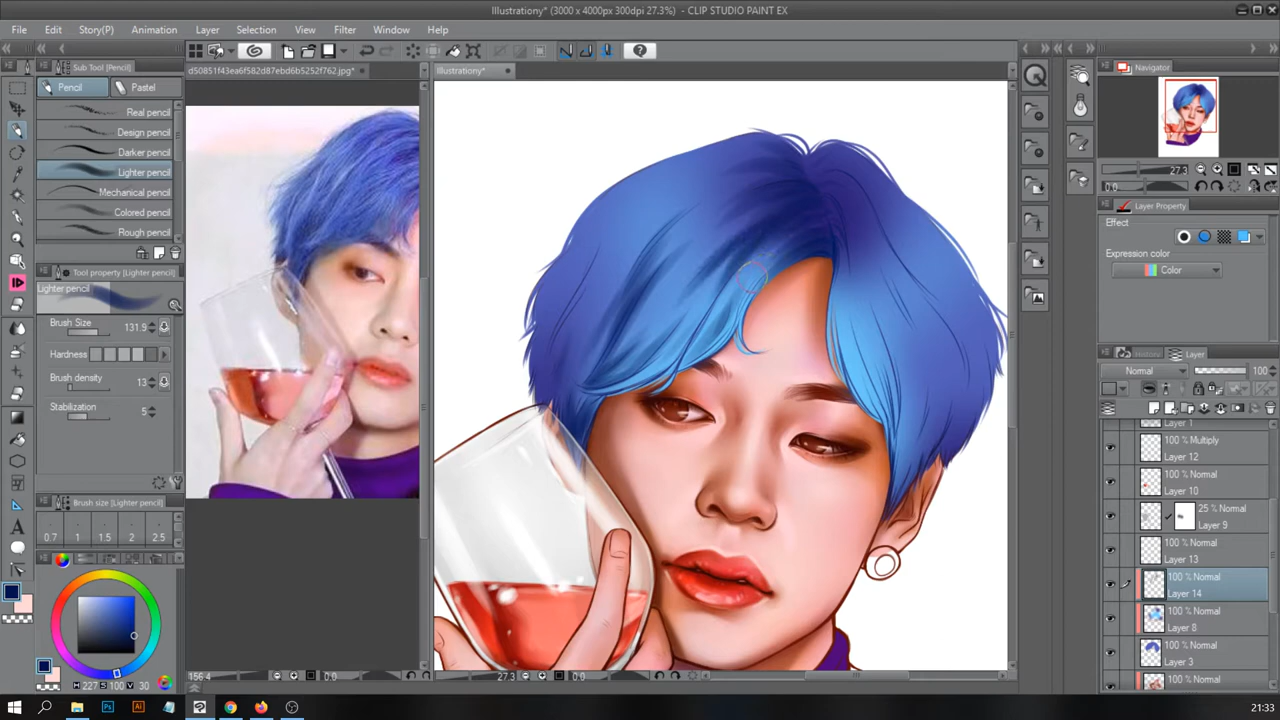 Illustrationy* (3000 x 4000px 300dpi 27.3%) - CLIP STUDIO PAINT EX
File Edit Story(P) Animation Layer Selection View Filter Window Help
Sub Tool [Pencil]
d50851f43ea6f582d87ebd6b5252f762.jpg*
Illustrationy*
Navigator
Pencil
Pastel
Real pencil
Design pencil
Darker pencil
Lighter pencil
Mechanical pencil
Colored pencil
Rough pencil
27.3
0.0
Layer Property
Effect
Expression color
Color
Tool property [Lighter pencil]
Lighter pencil
Brush Size 131.9
Hardness
Brush density 13
Stabilization 5
History
Layer
Normal 100
Layer 1
100 % Multiply
Layer 12
100 % Normal
Layer 10
25 % Normal
Layer 9
100 % Normal
Layer 13
100 % Normal
Layer 14
100 % Normal
Layer 8
100 % Normal
Layer 3
100 % Normal
Brush size [Lighter pencil]
0.7 1 1.5 2 2.5
H 227 S 100 V 30
156.4
0.0
27.3
0.0
21:33